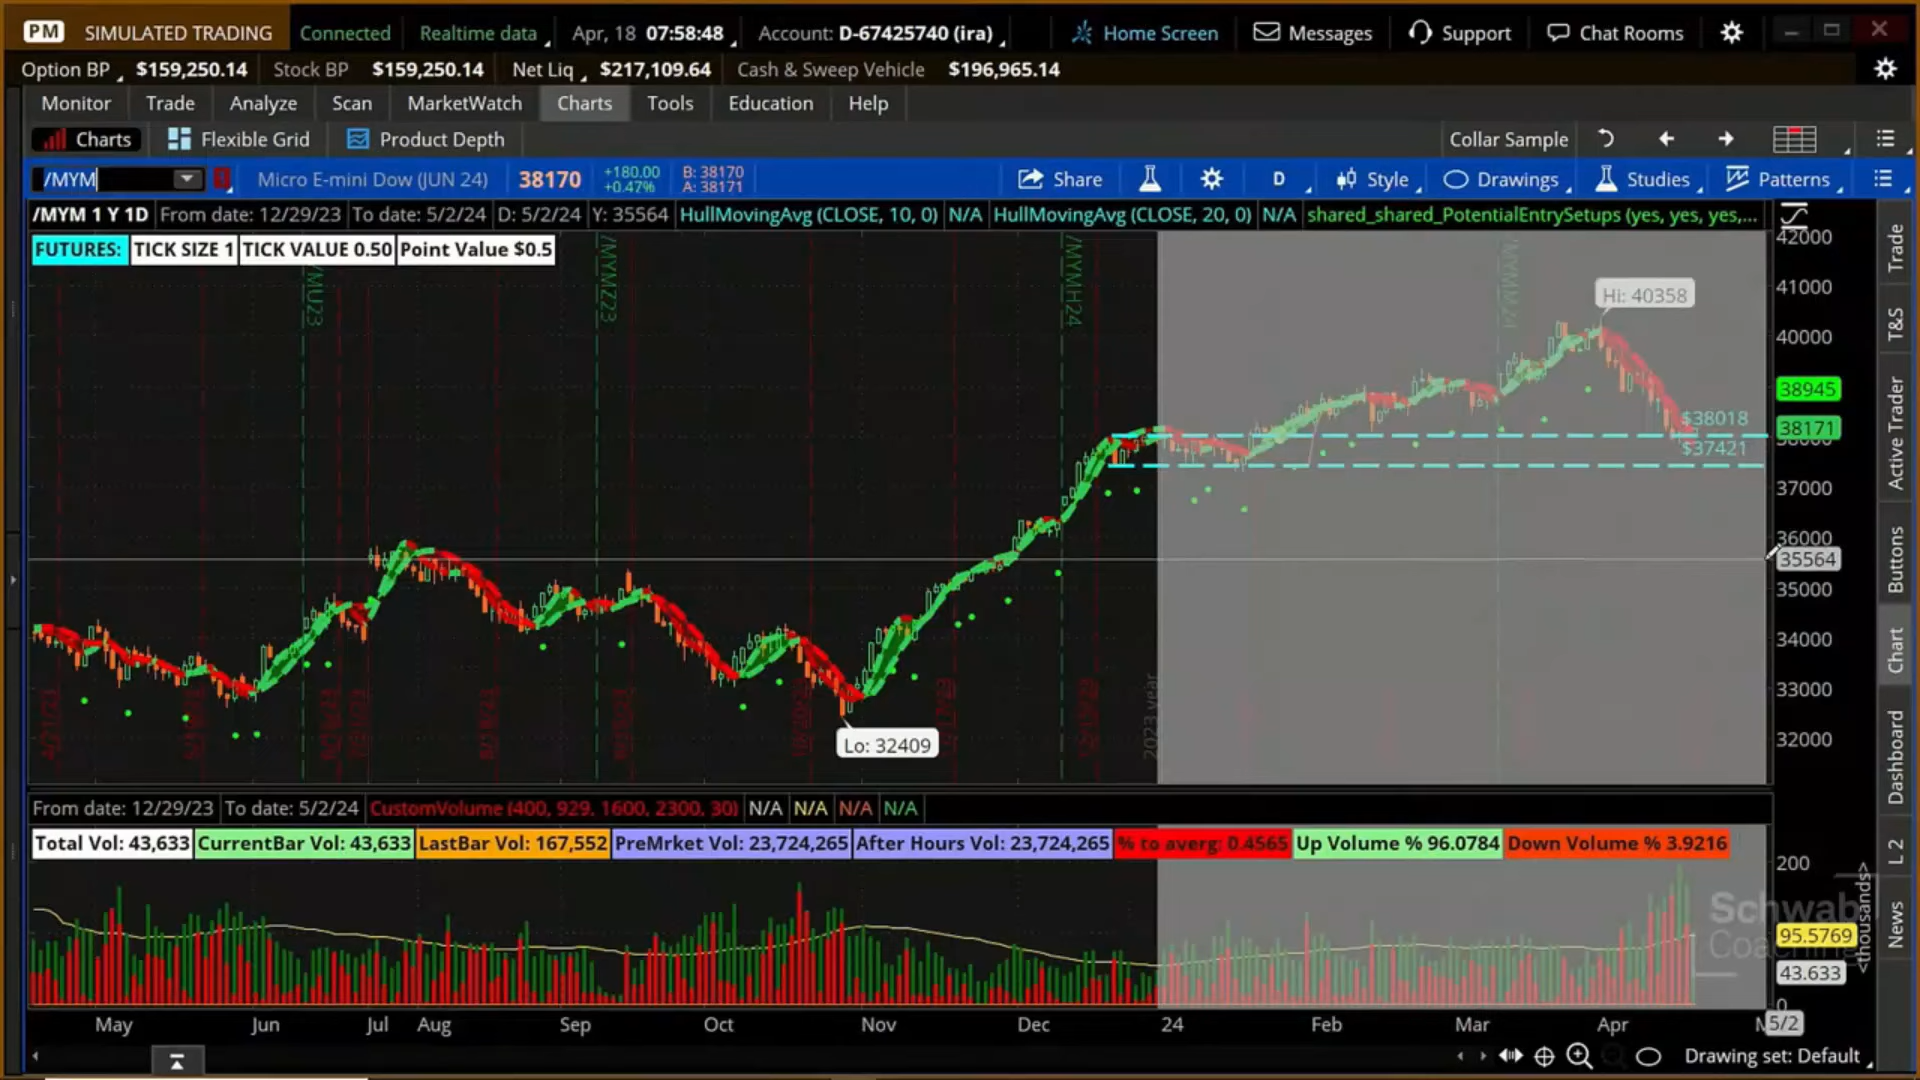 PM SIMULATED TRADING Connected Realtime data Apr, 18 07:58:48 Account: D-67425740 (ira) Home Screen Messages Support Chat Rooms
Option BP $159,250.14 Stock BP $159,250.14 Net Liq $217,109.64 Cash & Sweep Vehicle $196,965.14
Monitor Trade Analyze Scan MarketWatch Charts Tools Education Help
Charts Flexible Grid Product Depth Collar Sample
/MYM Micro E-mini Dow (JUN 24) 38170 +180.00 B: 38170
+0.47% A: 38171
Share D Style Drawings Studies Patterns
/MYM 1 Y 1D From date: 12/29/23 To date: 5/2/24 D: 5/2/24 Y: 35564 HullMovingAvg (CLOSE, 10, 0) N/A HullMovingAvg (CLOSE, 20, 0) N/A shared_shared_PotentialEntrySetups (yes, yes, yes,...
FUTURES: TICK SIZE 1 TICK VALUE 0.50 Point Value $0.5
/MYMZ23
/MYMH24
Hi: 40358
$38018
$37421
Lo: 32409
2023 year
42000
41000
40000
38945
38171
38000
37000
36000
35564
35000
34000
33000
32000
Trade
T&S
Active Trader
Buttons
Chart
Dashboard
L 2
News
From date: 12/29/23 To date: 5/2/24 CustomVolume (400, 929, 1600, 2300, 30) N/A N/A N/A N/A
Total Vol: 43,633 CurrentBar Vol: 43,633 LastBar Vol: 167,552 PreMrket Vol: 23,724,265 After Hours Vol: 23,724,265 % to averg: 0.4565 Up Volume % 96.0784 Down Volume % 3.9216
200
95.5769
43.633
0
<thousands>
Schwab
May Jun Jul Aug Sep Oct Nov Dec 24 Feb Mar Apr 5/2
Drawing set: Default